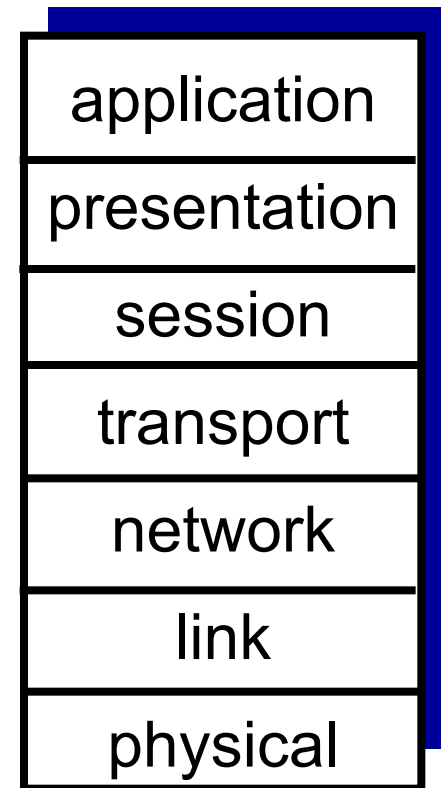 application
presentation
session
transport
network
link
physical